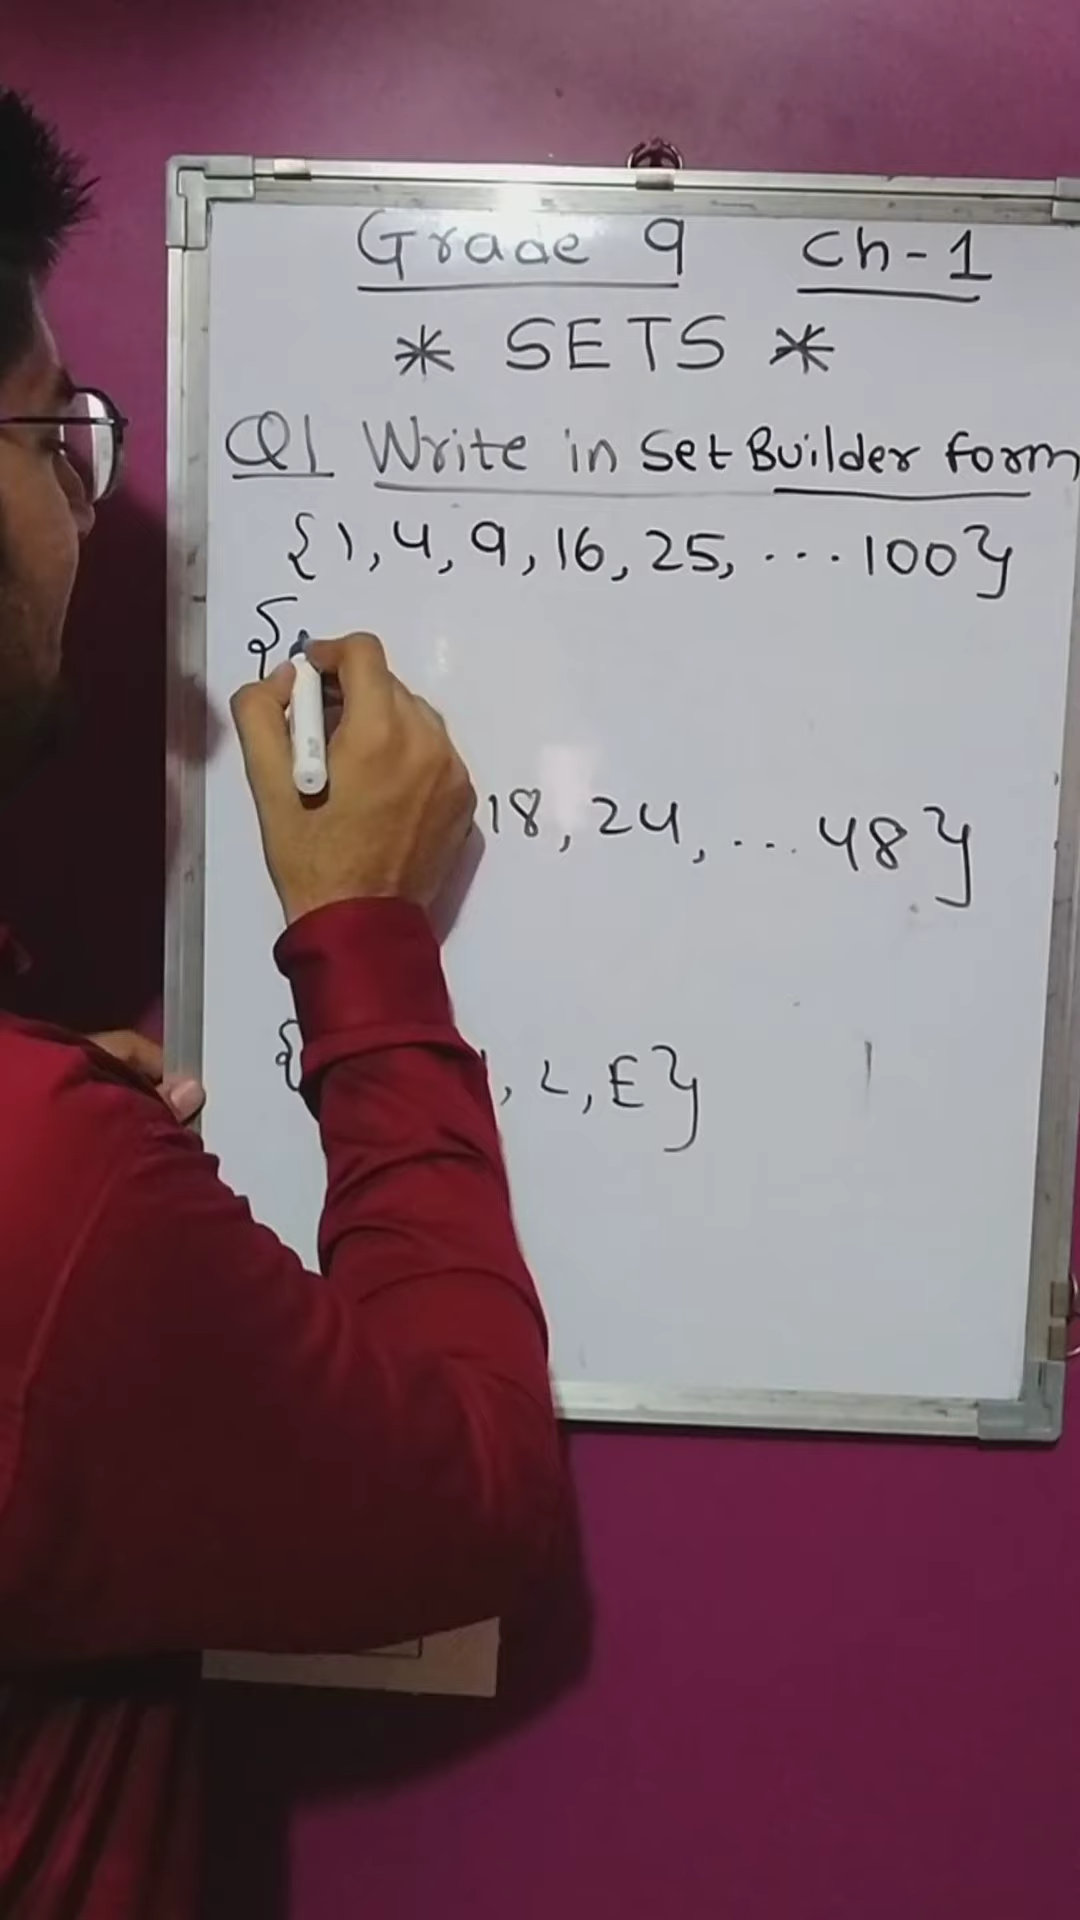 Grade 9 Ch-1
* SETS *
Q1 Write in Set Builder form
{1, 4, 9, 16, 25, ... 100}
{
18, 24, ... 48}
{ , L, E}